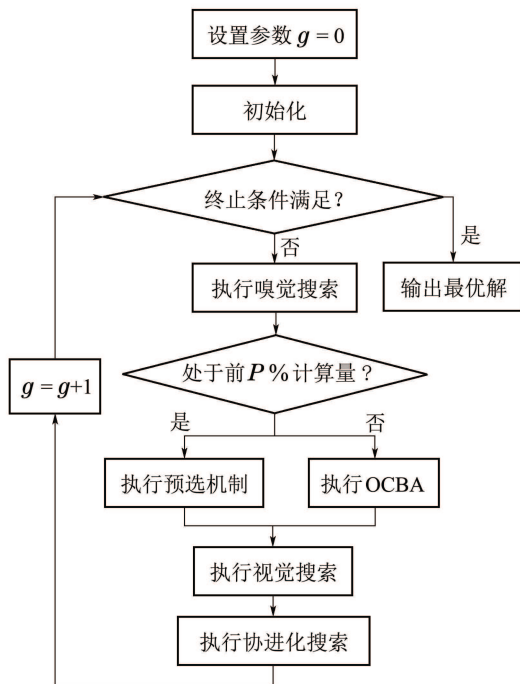 设置参数 g = 0
初始化
终止条件满足？
否
是
执行嗅觉搜索
输出最优解
处于前 P % 计算量？
g = g+1
是
否
执行预选机制
执行OCBA
执行视觉搜索
执行协进化搜索